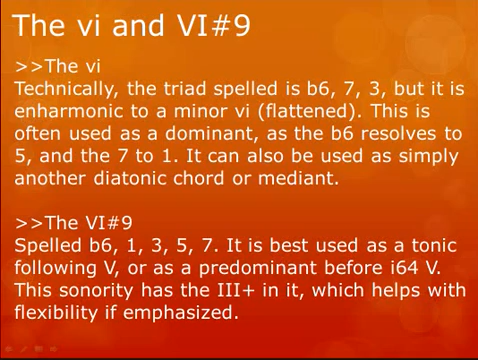 The vi and VI#9
>>The vi
Technically, the triad spelled is b6, 7, 3, but it is
enharmonic to a minor vi (flattened). This is
often used as a dominant, as the b6 resolves to
5, and the 7 to 1. It can also be used as simply
another diatonic chord or mediant.
>>The VI#9
Spelled b6, 1, 3, 5, 7. It is best used as a tonic
following V, or as a predominant before i64 V.
This sonority has the III+ in it, which helps with
flexibility if emphasized.